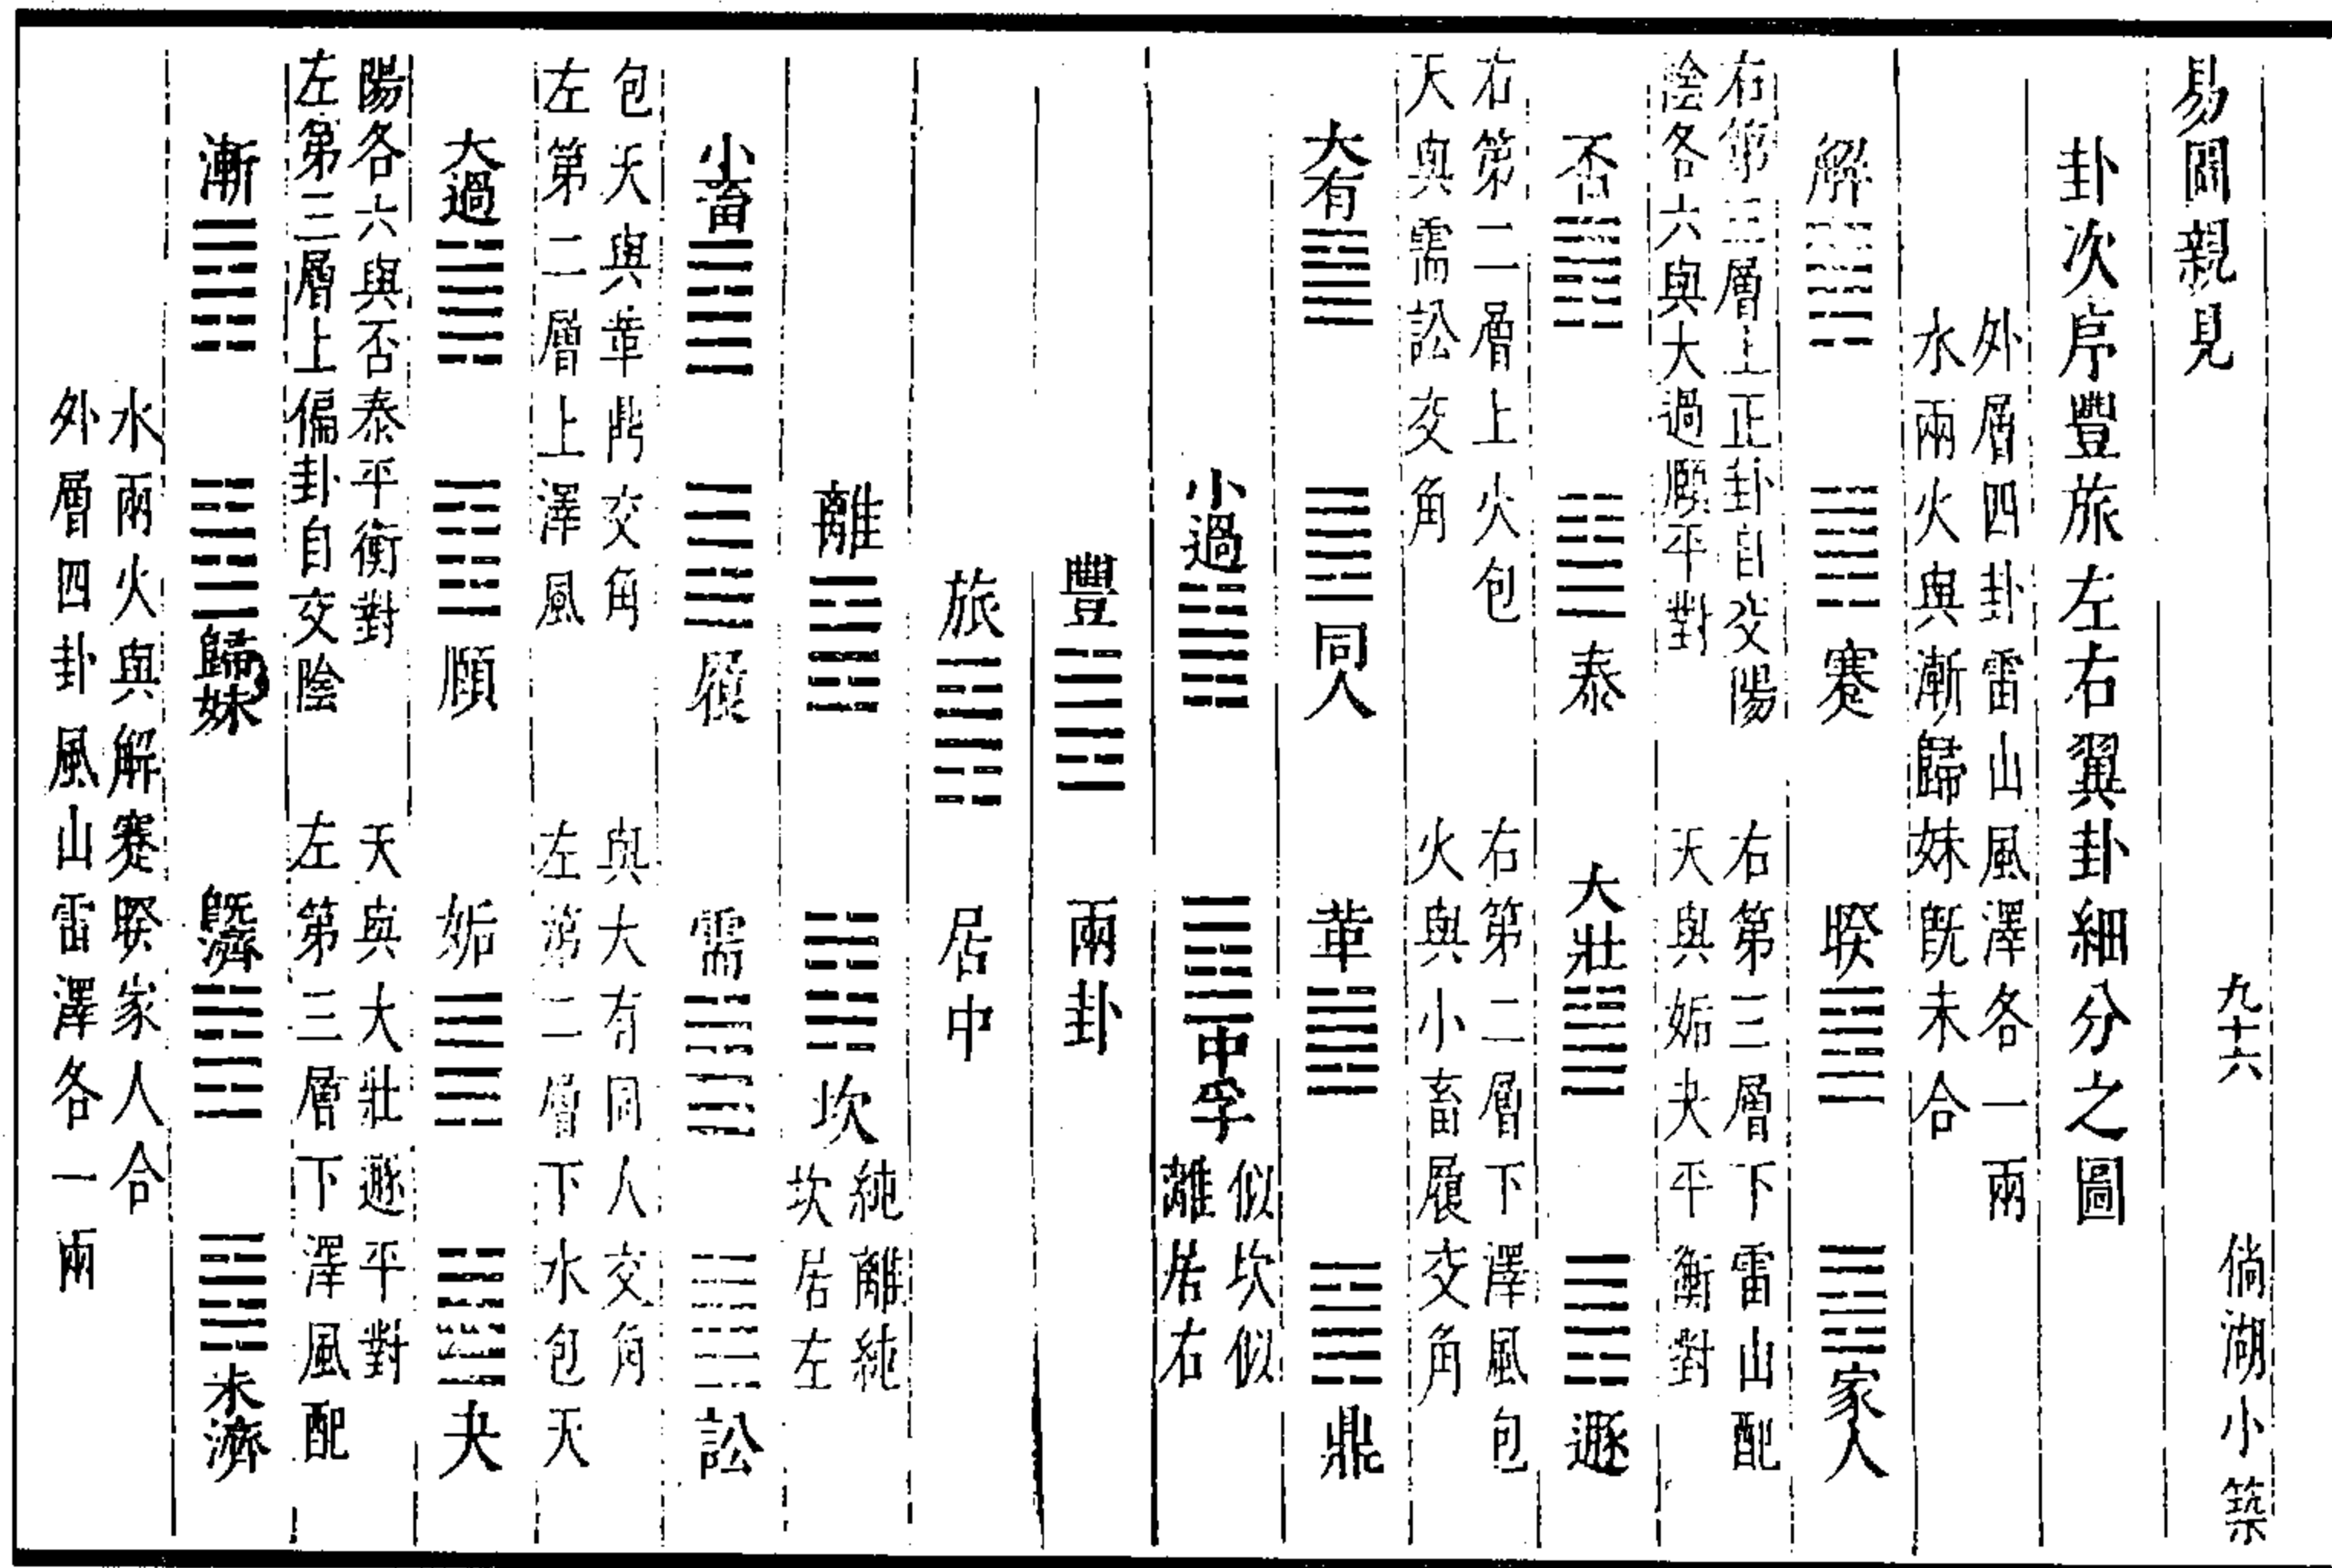 易圖親見
九十六
倘湖小築
卦次序豐旅左右翼卦細分之圖
外層四卦雷山風澤各一兩
水兩火與漸歸妹既未合
解 蹇 睽 家人
右第三層上正卦自交陽
陰各六與大過頤平對
右第三層下雷山配
天與姤夬平衡對
否 泰 大壯 遯
右第二層上火包
天與需訟交角
右第二層下澤風包
火與小畜履交角
大有 同人 革 鼎
小過 中孚
似坎似
離居右
豐 兩卦
旅 居中
離 坎
純離純
坎居左
小畜 履 需 訟
包天與革鼎交角
左第二層上澤風
與大有同人交角
左第二層下水包天
大過 頤 姤 夬
陽各六與否泰平衡對
左第三層上偏卦自交陰
天與大壯遯平對
左第三層下澤風配
漸 歸妹 既濟 未濟
水兩火與解蹇睽家人合
外層四卦風山雷澤各一兩